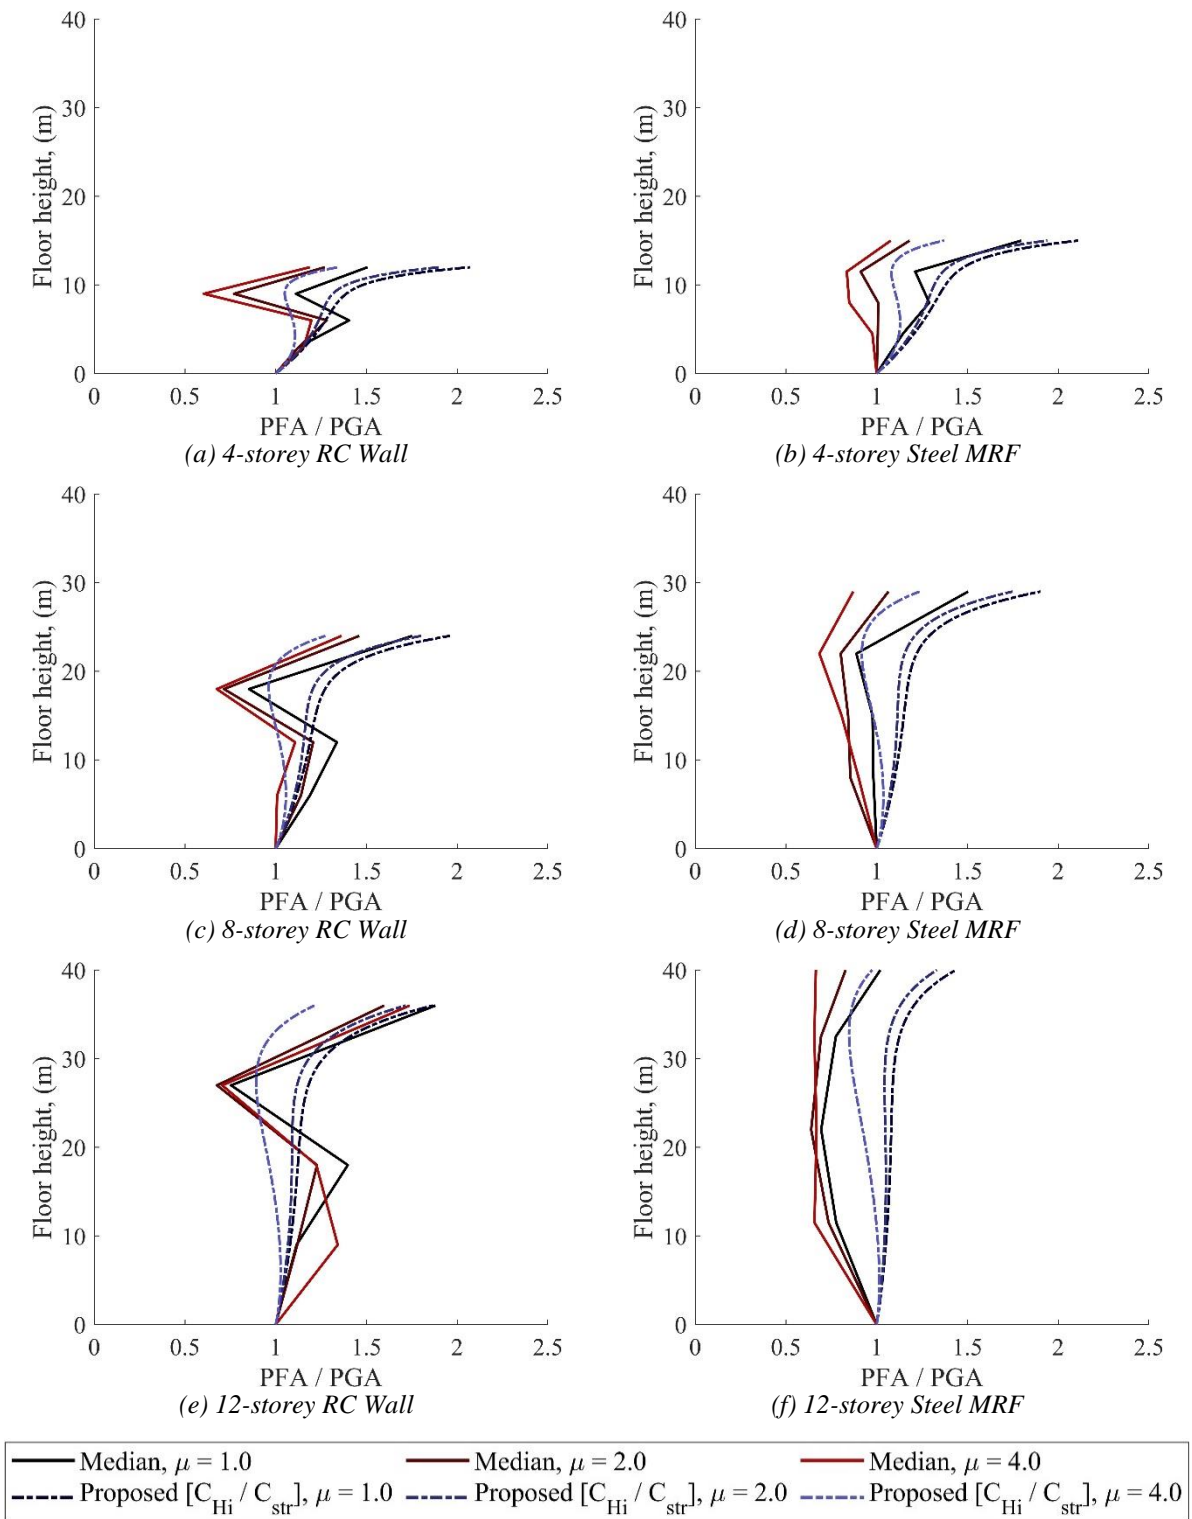 40
30
20
10
0
Floor height, (m)
0 0.5 1 1.5 2 2.5
PFA / PGA
(a) 4-storey RC Wall
40
30
20
10
0
Floor height, (m)
0 0.5 1 1.5 2 2.5
PFA / PGA
(b) 4-storey Steel MRF
40
30
20
10
0
Floor height, (m)
0 0.5 1 1.5 2 2.5
PFA / PGA
(c) 8-storey RC Wall
40
30
20
10
0
Floor height, (m)
0 0.5 1 1.5 2 2.5
PFA / PGA
(d) 8-storey Steel MRF
40
30
20
10
0
Floor height, (m)
0 0.5 1 1.5 2 2.5
PFA / PGA
(e) 12-storey RC Wall
40
30
20
10
0
Floor height, (m)
0 0.5 1 1.5 2 2.5
PFA / PGA
(f) 12-storey Steel MRF
Median, μ = 1.0 Median, μ = 2.0 Median, μ = 4.0
Proposed [C_Hi / C_str], μ = 1.0 Proposed [C_Hi / C_str], μ = 2.0 Proposed [C_Hi / C_str], μ = 4.0